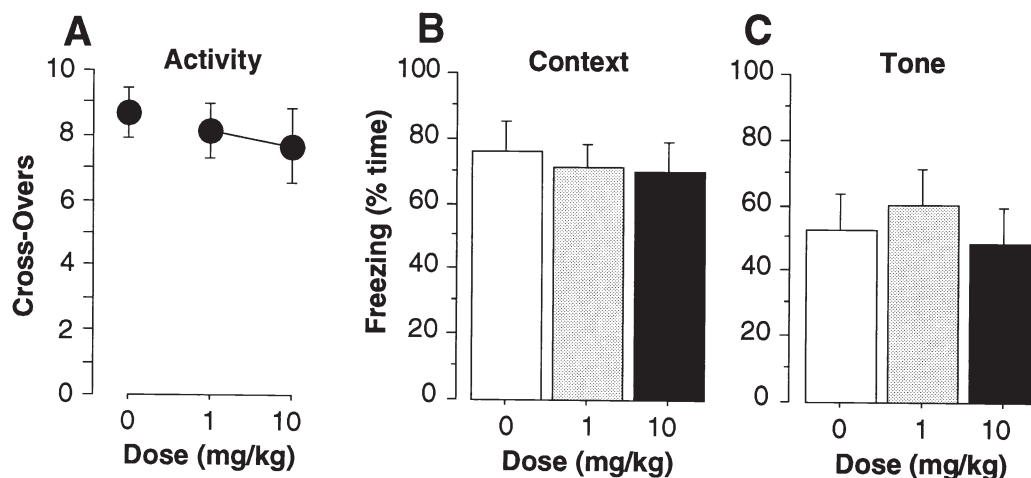 A
Activity
10
8
6
4
2
0
Cross-Overs
0 1 10
Dose (mg/kg)
B
Context
100
80
60
40
20
0
Freezing (% time)
0 1 10
Dose (mg/kg)
C
Tone
100
80
60
40
20
0
0 1 10
Dose (mg/kg)